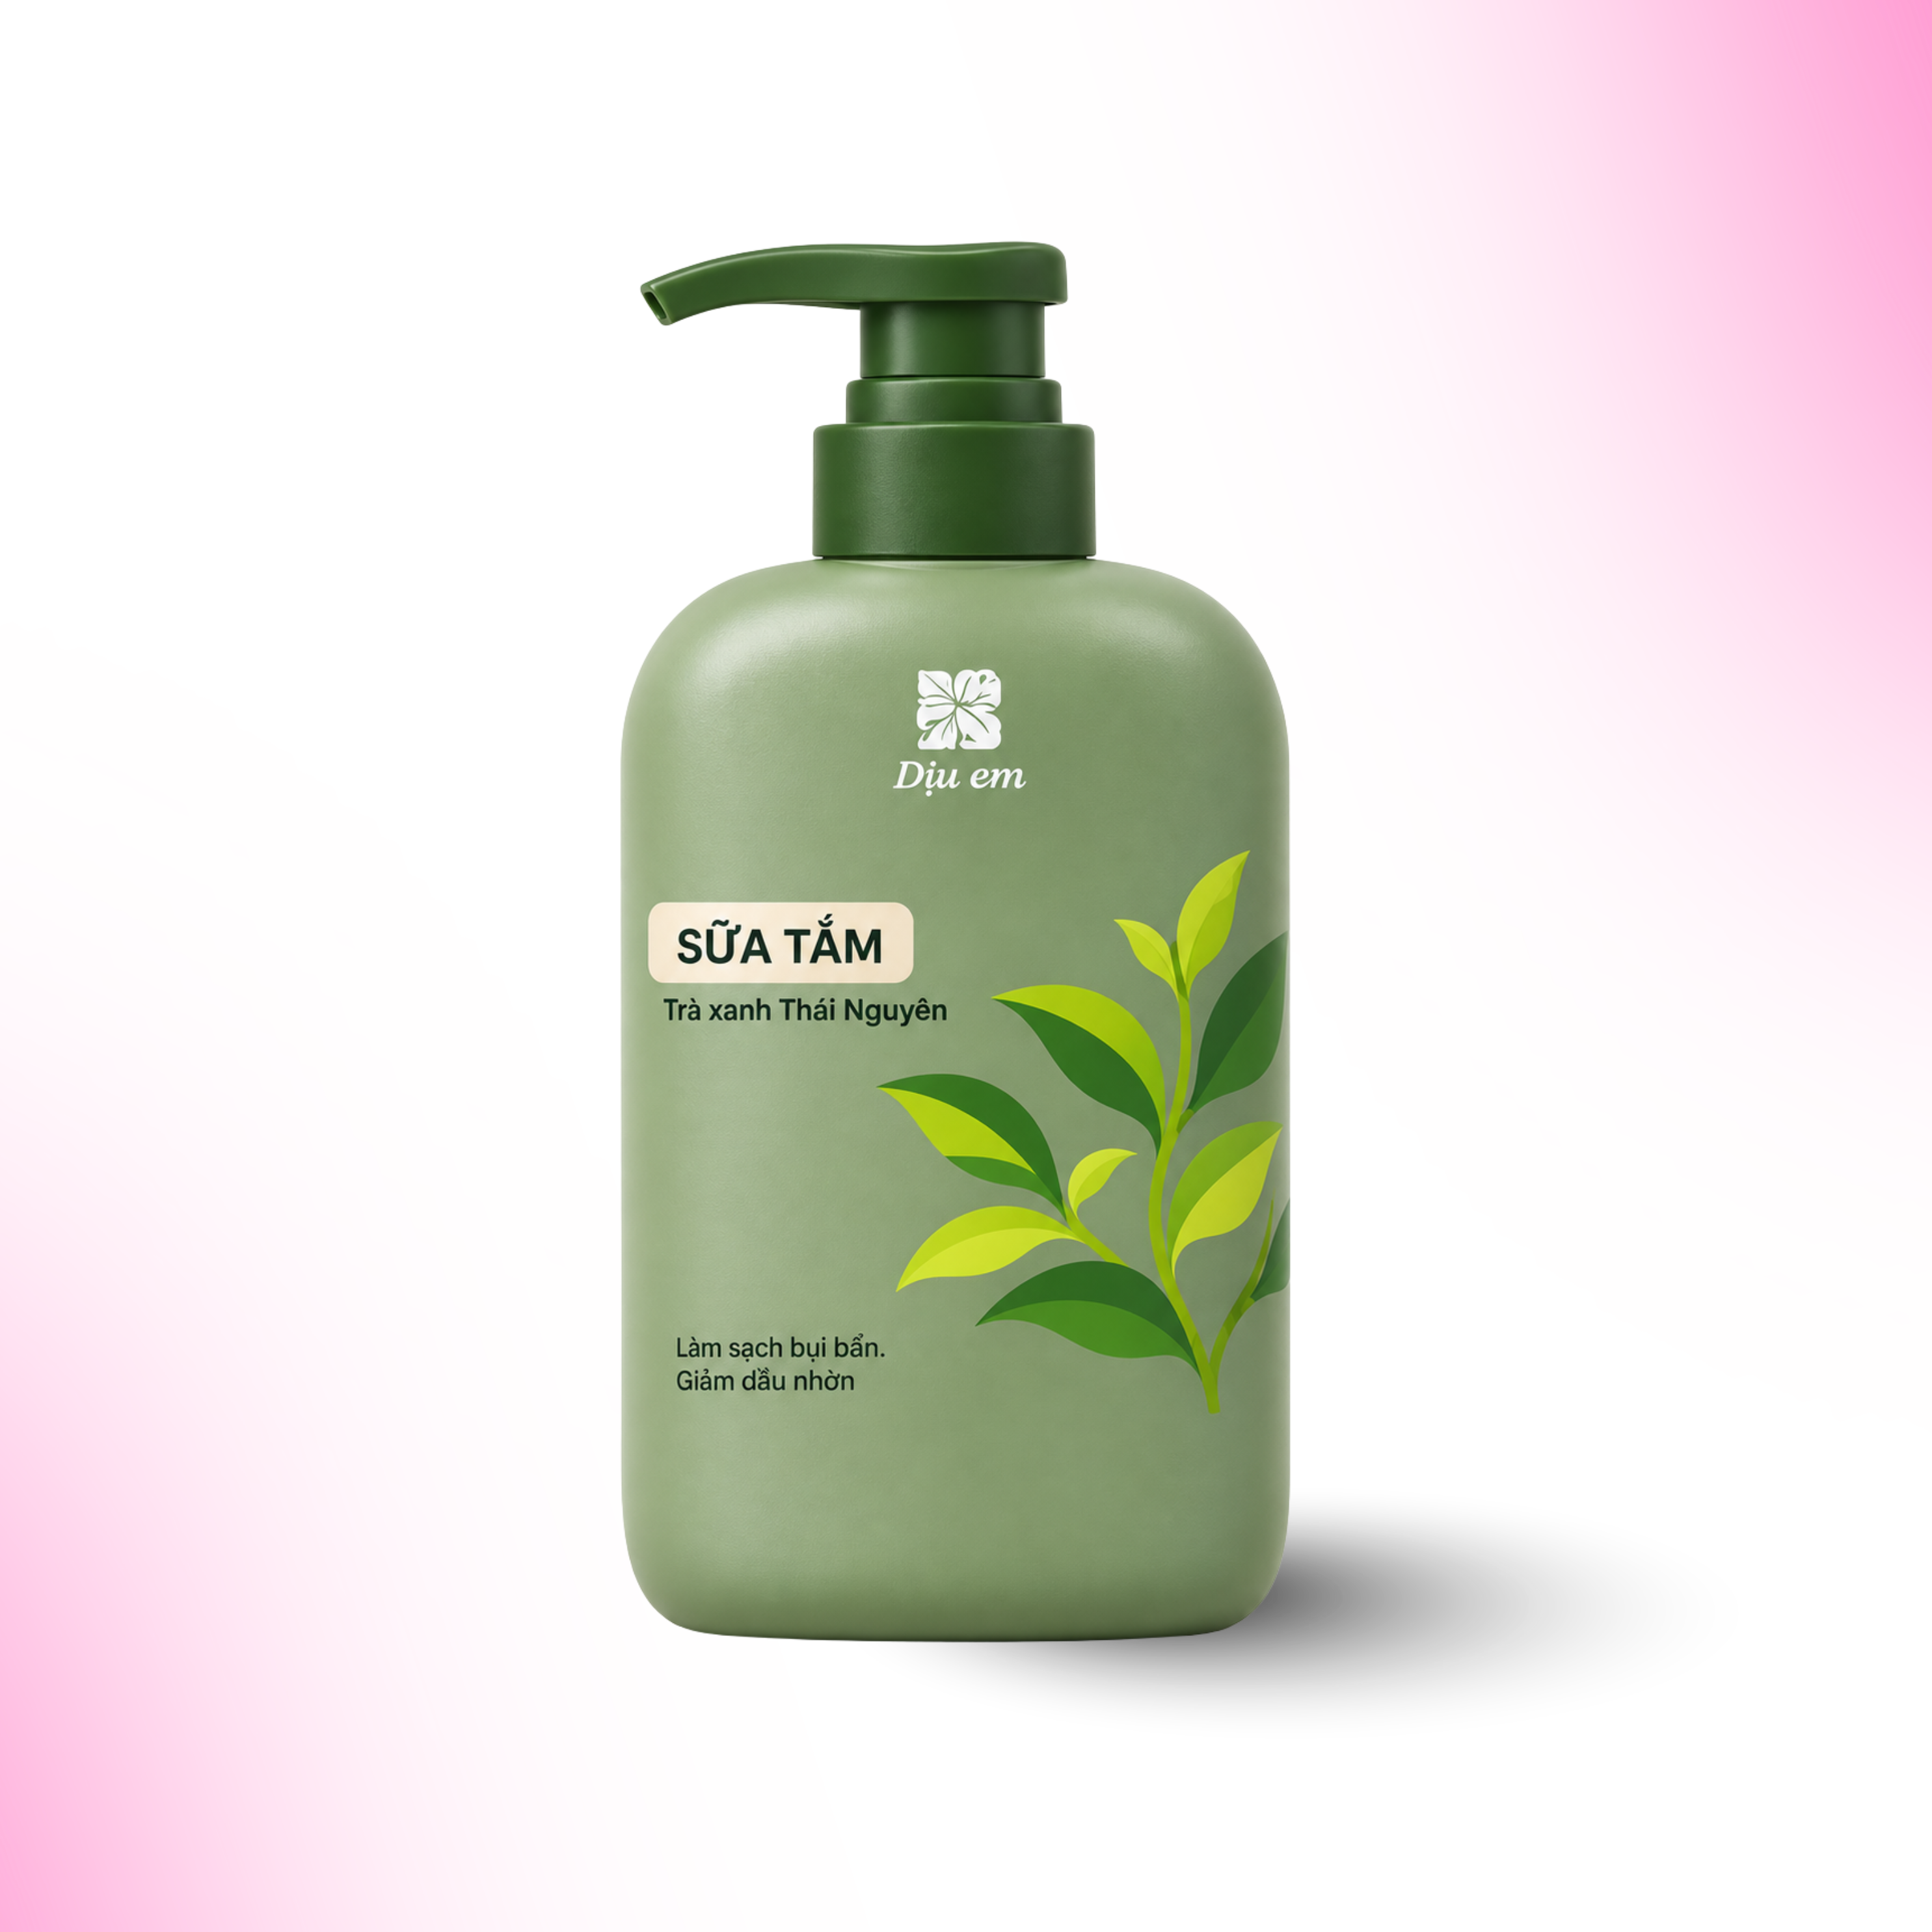 Dịu em
SỮA TẮM
Trà xanh Thái Nguyên
Làm sạch bụi bẩn.
Giảm dầu nhờn